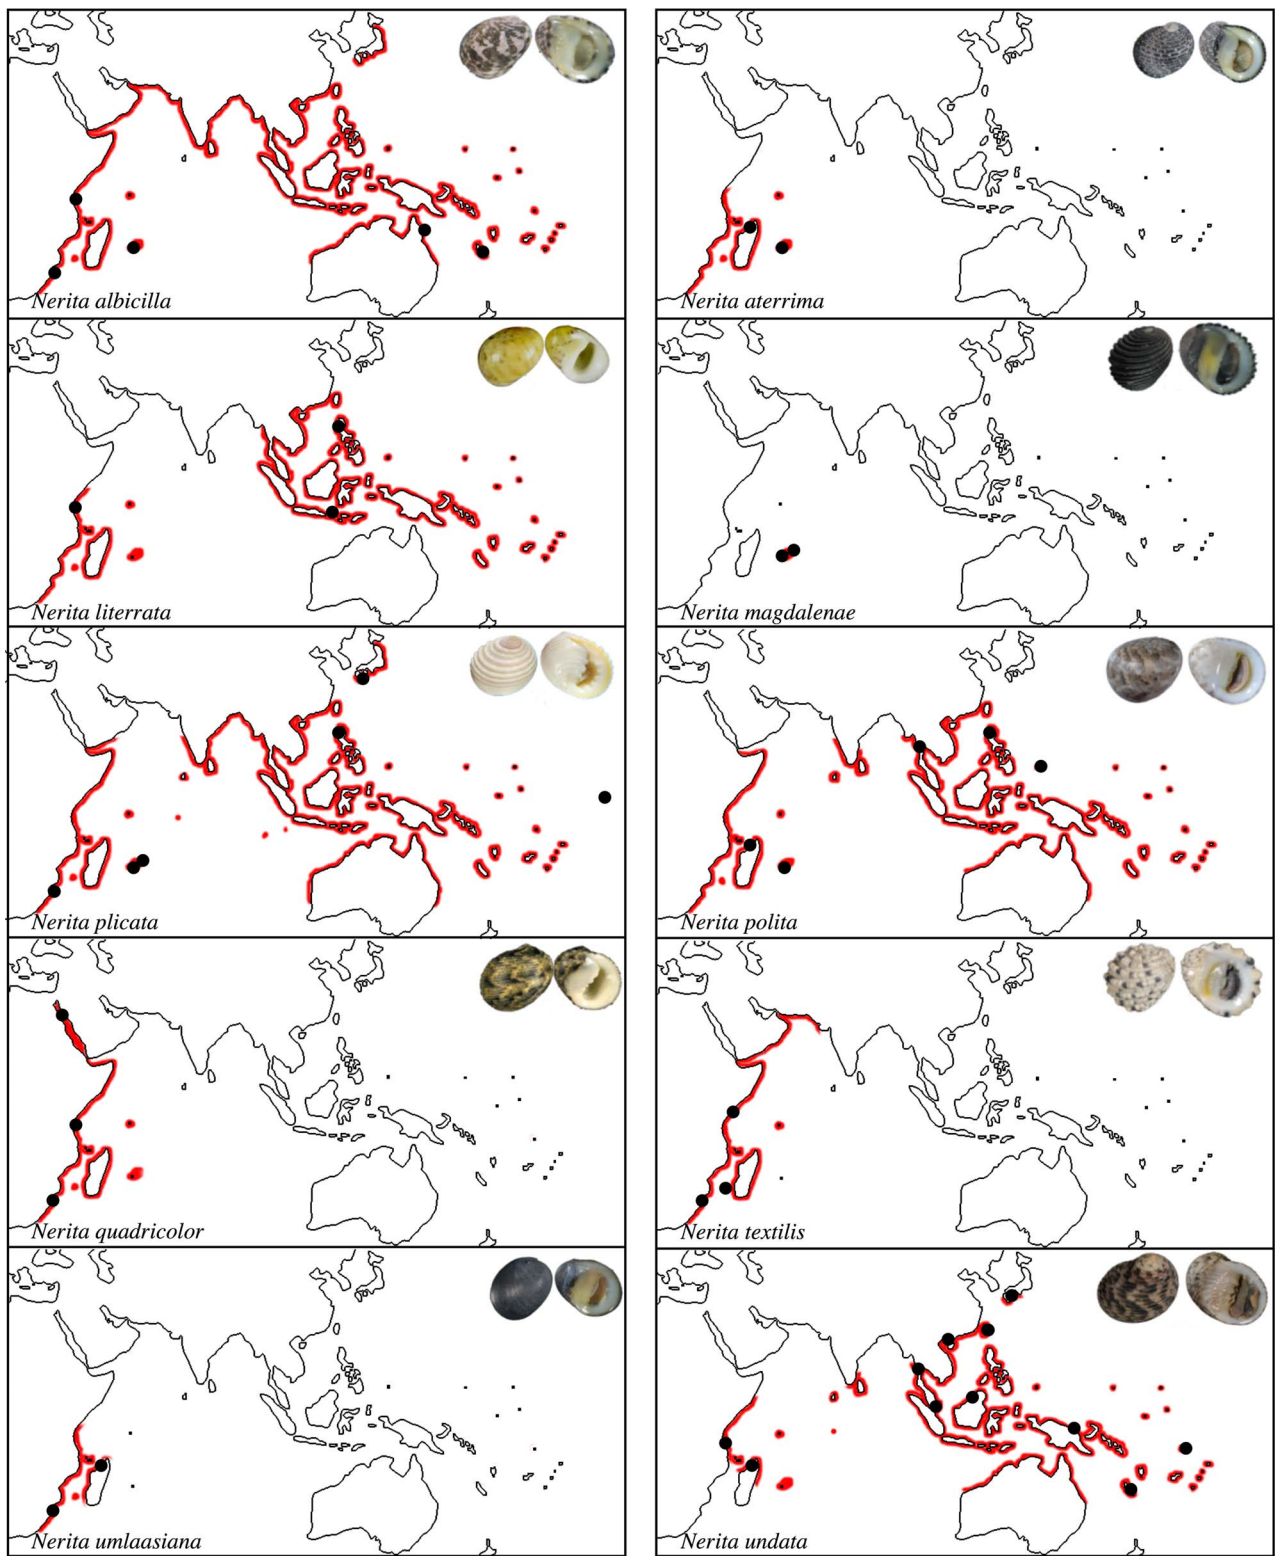 Nerita albicilla
Nerita aterrima
Nerita literrata
Nerita magdalenae
Nerita plicata
Nerita polita
Nerita quadricolor
Nerita textilis
Nerita umlaasiana
Nerita undata